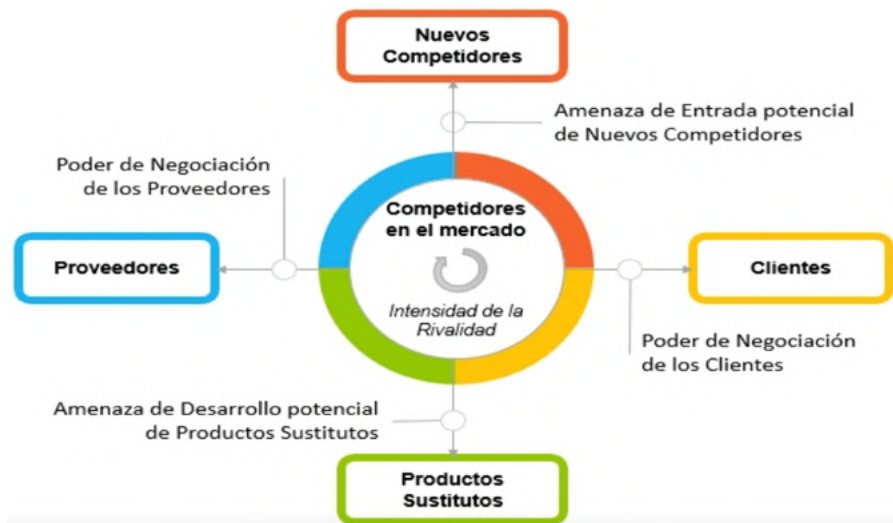 Nuevos
Competidores
Amenaza de Entrada potencial
de Nuevos Competidores
Poder de Negociación
de los Proveedores
Competidores
en el mercado
Proveedores
Clientes
Intensidad de la
Rivalidad
Poder de Negociación
de los Clientes
Amenaza de Desarrollo potencial
de Productos Sustitutos
Productos
Sustitutos